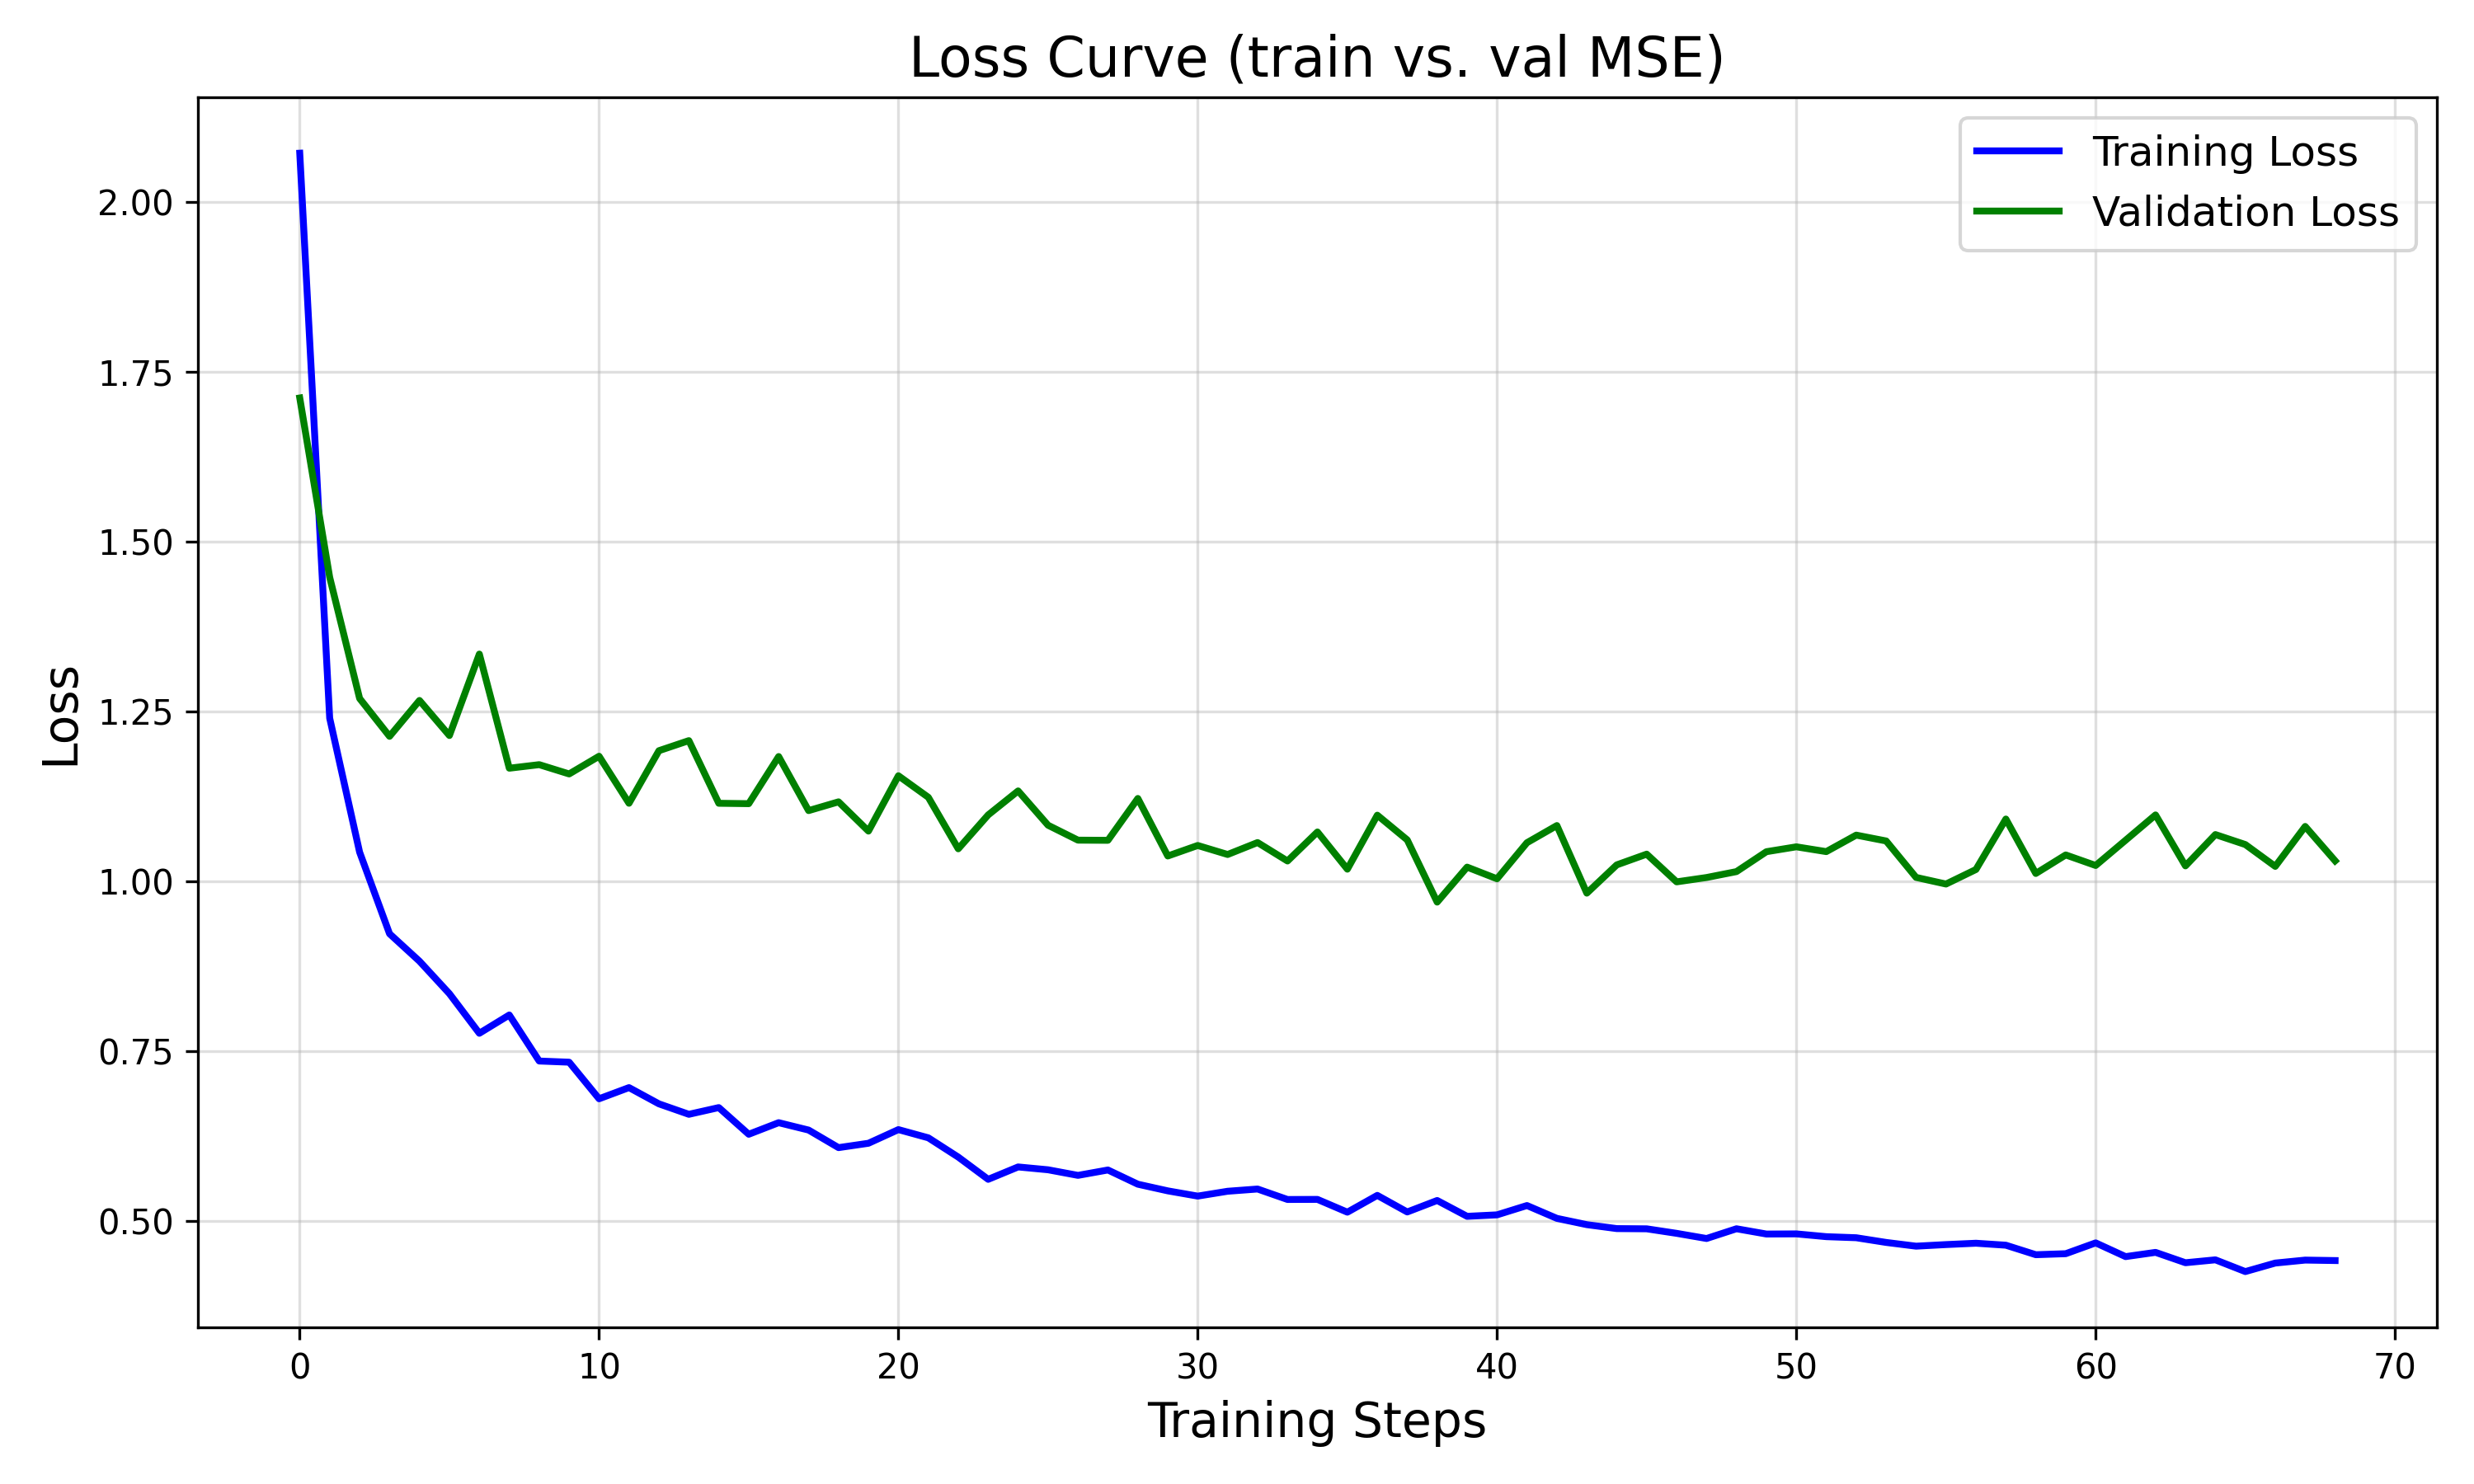 Loss Curve (train vs. val MSE)
Training Loss
Validation Loss
2.00
1.75
1.50
1.25
1.00
0.75
0.50
Loss
0 10 20 30 40 50 60 70
Training Steps